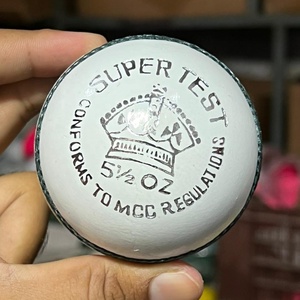 SUPER TEST
5½ OZ
CONFORMS TO MCC REGULATIONS